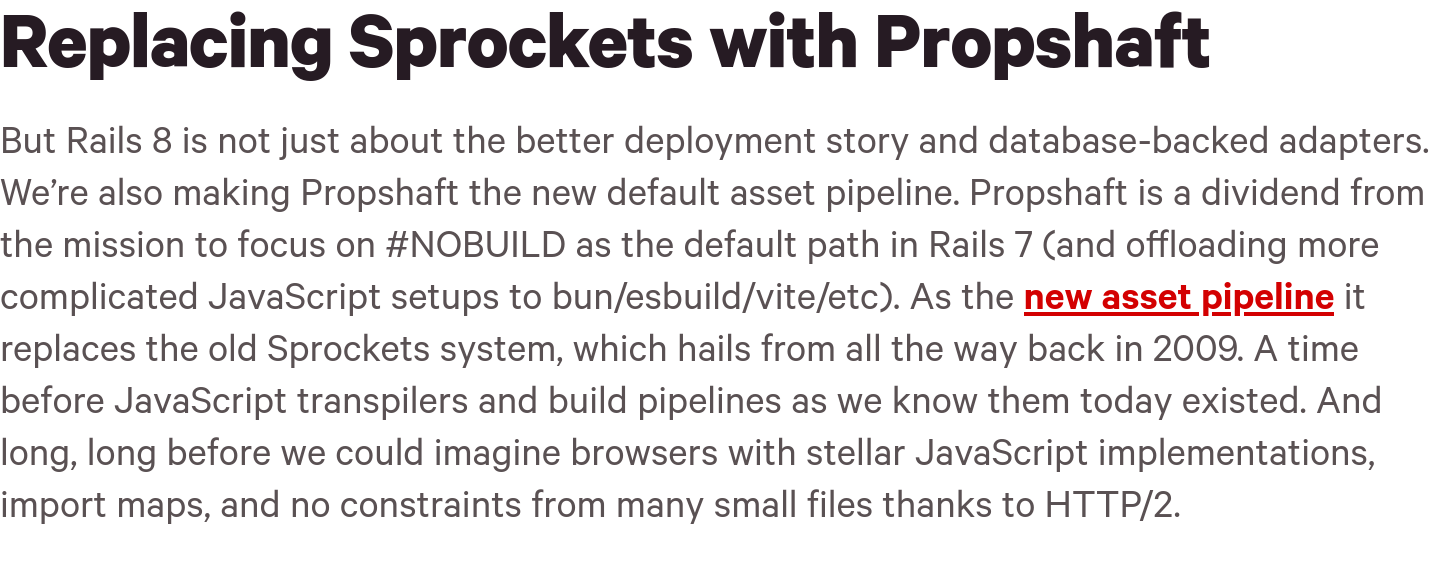 Replacing Sprockets with Propshaft
But Rails 8 is not just about the better deployment story and database-backed adapters.
We’re also making Propshaft the new default asset pipeline. Propshaft is a dividend from
the mission to focus on #NOBUILD as the default path in Rails 7 (and offloading more
complicated JavaScript setups to bun/esbuild/vite/etc). As the new asset pipeline it
replaces the old Sprockets system, which hails from all the way back in 2009. A time
before JavaScript transpilers and build pipelines as we know them today existed. And
long, long before we could imagine browsers with stellar JavaScript implementations,
import maps, and no constraints from many small files thanks to HTTP/2.